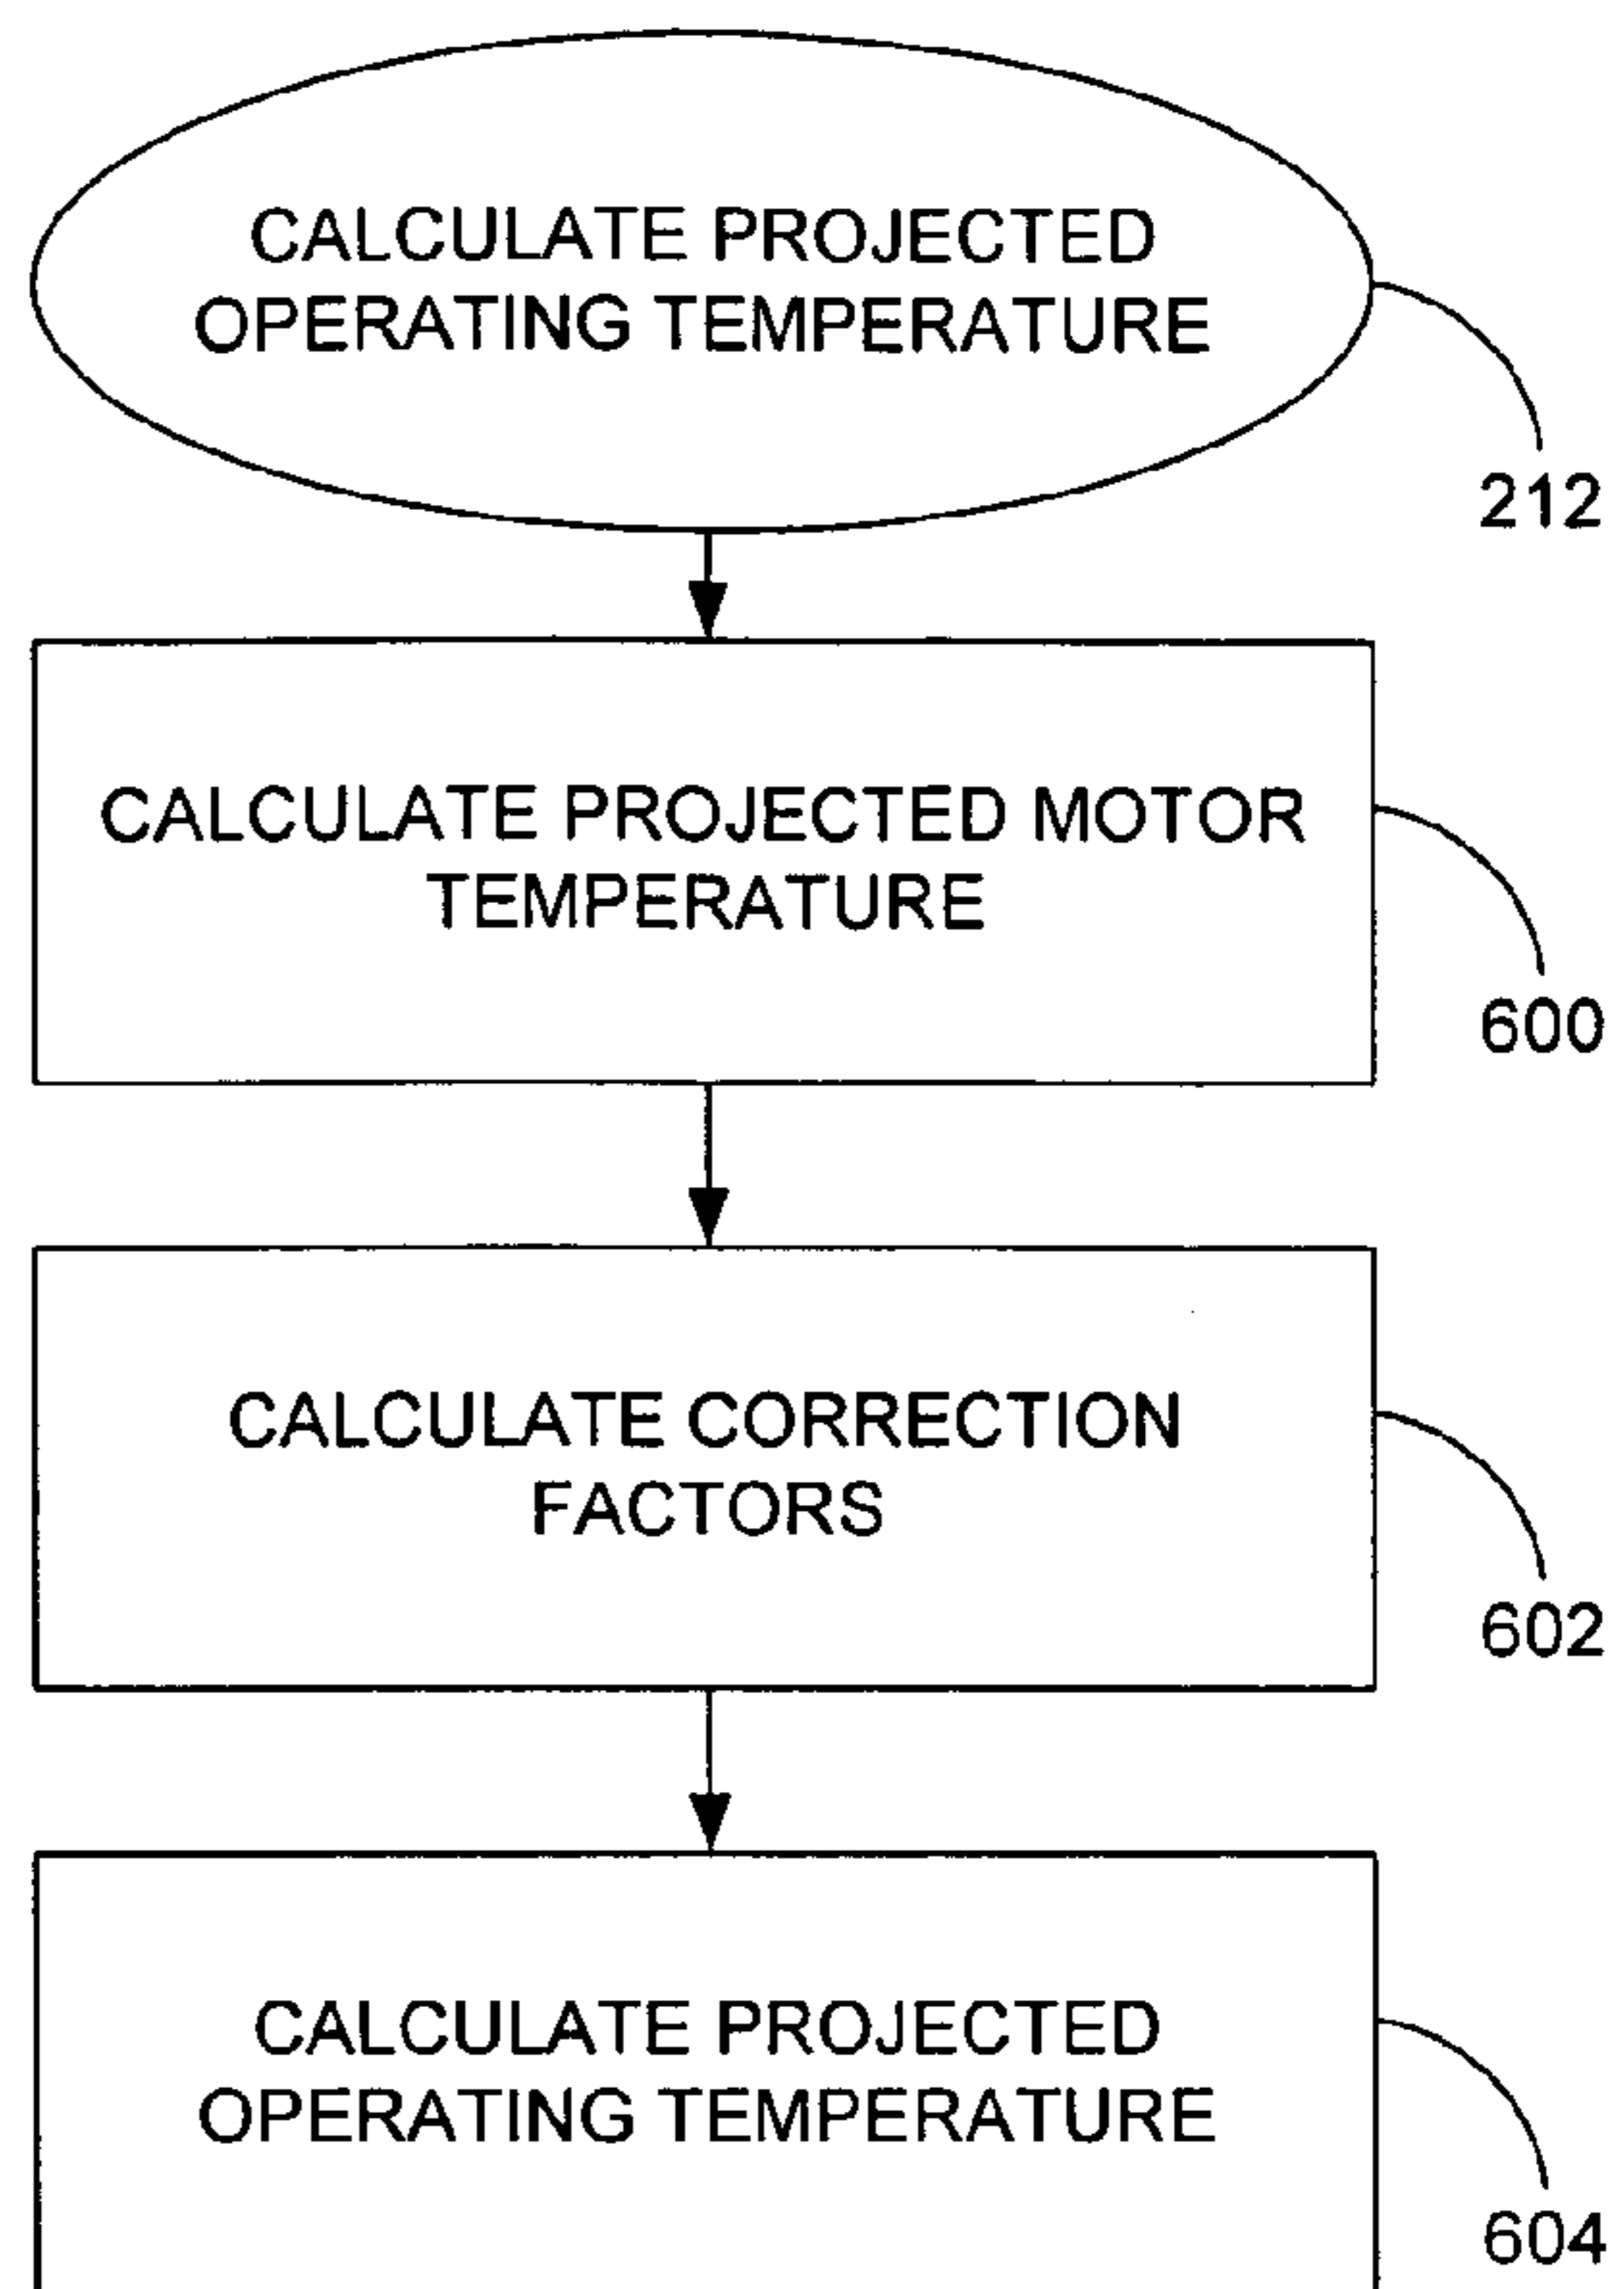 CALCULATE PROJECTED
OPERATING TEMPERATURE
212
CALCULATE PROJECTED MOTOR
TEMPERATURE
600
CALCULATE CORRECTION
FACTORS
602
CALCULATE PROJECTED
OPERATING TEMPERATURE
604